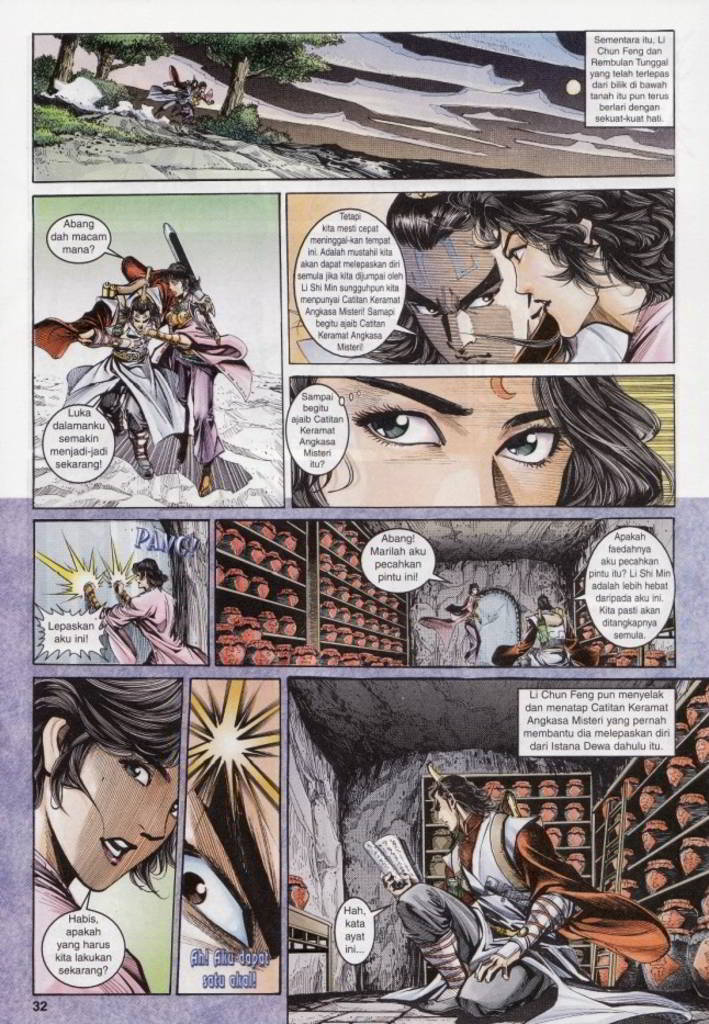 Sementara itu, Li
Chun Feng dan
Rembulan Tunggal
yang telah terlepas
dari bilik di bawah
tanah itu pun terus
berlari dengan
sekuat-kuat hati.
Abang
dah macam
mana?
Luka
dalamanku
semakin
menjadi-jadi
sekarang!
Tetapi
kita mesti cepat
meninggal-kan tempat
ini. Adalah mustahil kita
akan dapat melepaskan diri
semula jika kita dijumpai oleh
Li Shi Min sungguhpun kita
menpunyai Catitan Keramat
Angkasa Misteri! Sampai
begitu ajaib Catitan
Keramat Angkasa
Misteri!
Sampai
begitu
ajaib Catitan
Keramat
Angkasa
Misteri
itu?
PANG!
Lepaskan
aku ini!
Abang!
Marilah aku
pecahkan
pintu ini!
Apakah
faedahnya
aku pecahkan
pintu itu? Li Shi Min
adalah lebih hebat
daripada aku ini.
Kita pasti akan
ditangkapnya
semula.
Habis,
apakah
yang harus
kita lakukan
sekarang?
Ah! Aku dapat
satu akal!
Li Chun Feng pun menyelak
dan menatap Catitan Keramat
Angkasa Misteri yang pernah
membantu dia melepaskan diri
dari Istana Dewa dahulu itu.
Hah,
kata
ayat
ini...
32